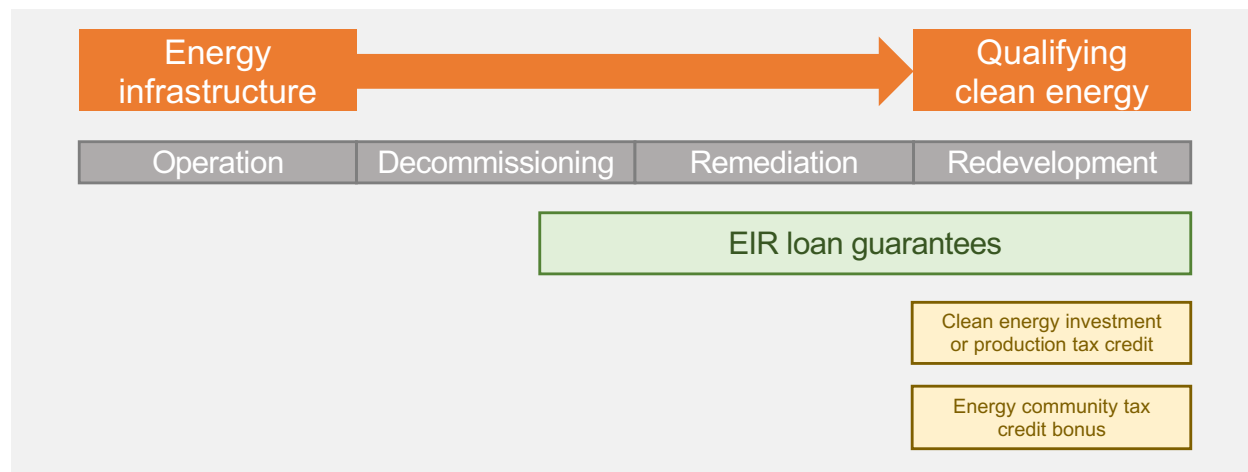 Energy
infrastructure
Qualifying
clean energy
Operation
Decommissioning
Remediation
Redevelopment
EIR loan guarantees
Clean energy investment
or production tax credit
Energy community tax
credit bonus